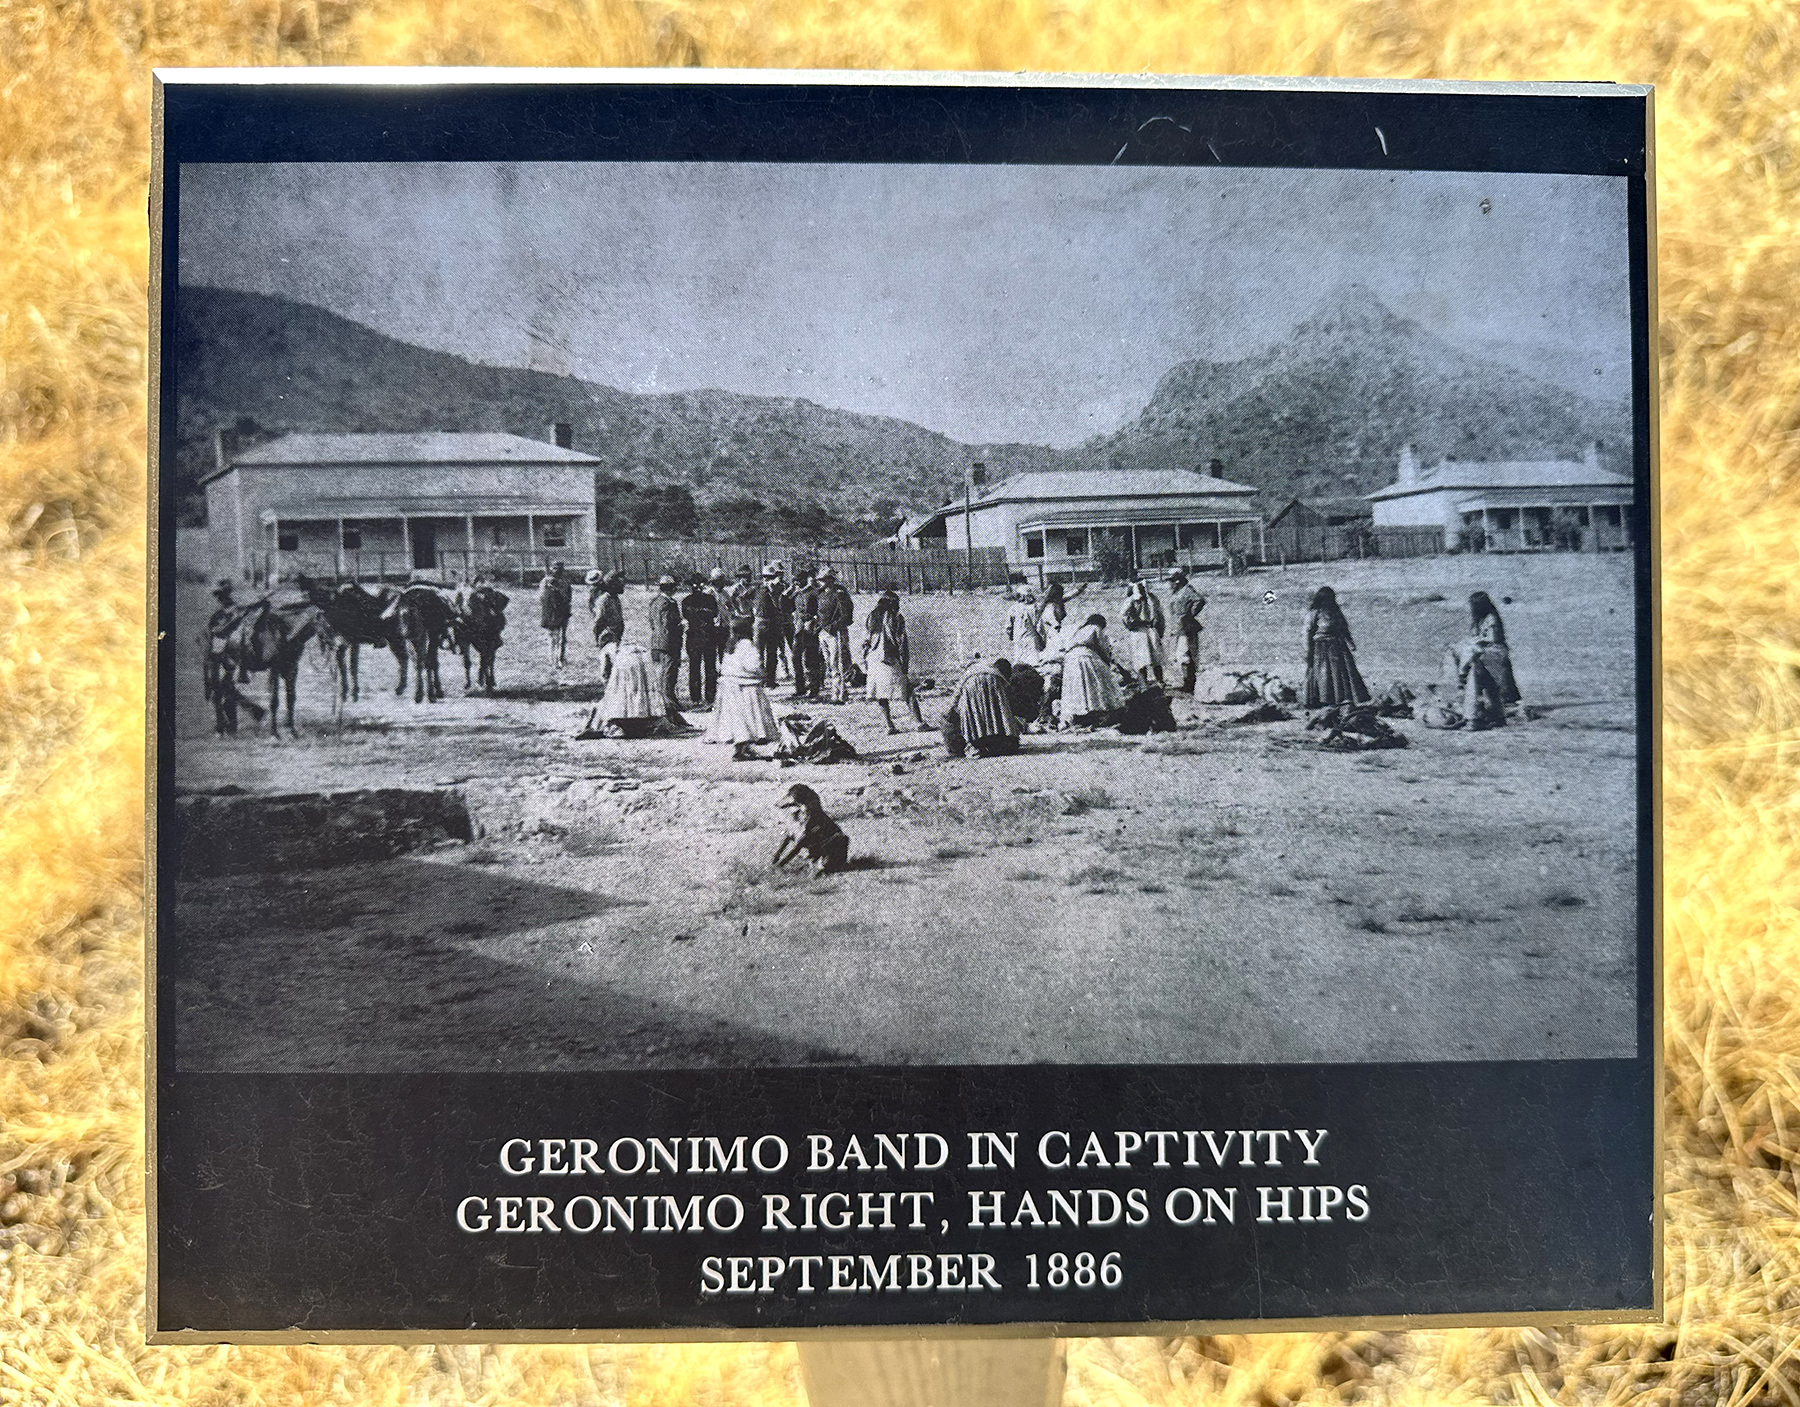 GERONIMO BAND IN CAPTIVITY
GERONIMO RIGHT, HANDS ON HIPS
SEPTEMBER 1886